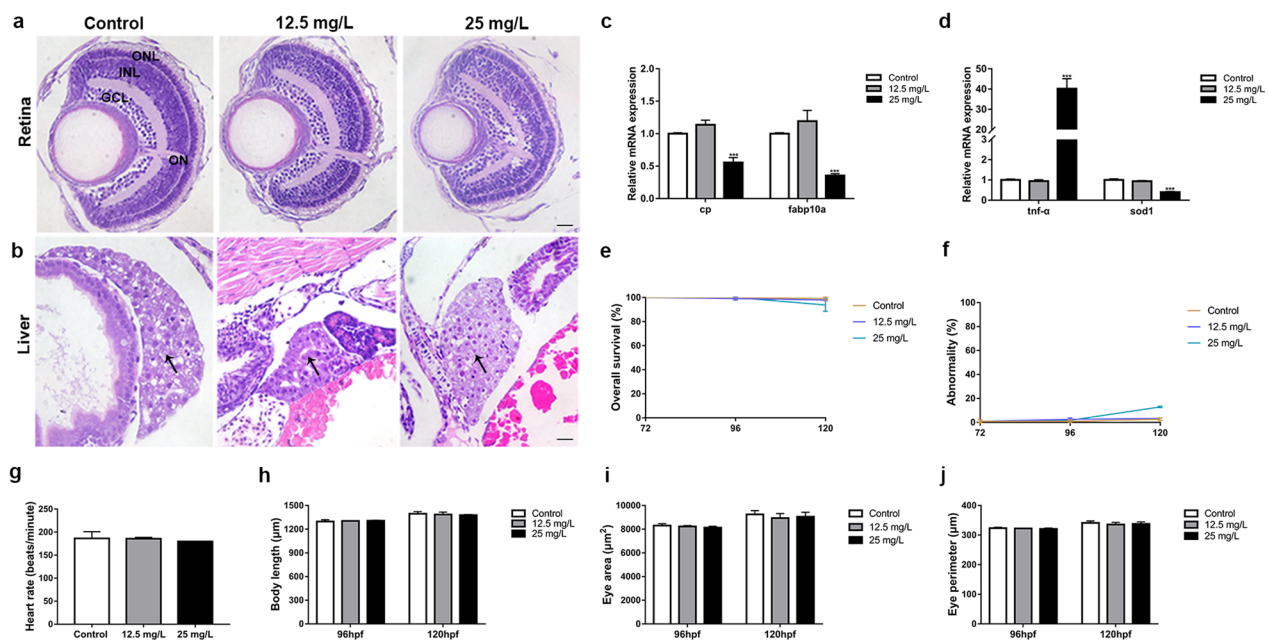 a
Control
12.5 mg/L
25 mg/L
Retina
ONL
INL
GCL
ON
b
Liver
c
Relative mRNA expression
2.0
1.5
1.0
0.5
0.0
***
***
cp
fabp10a
Control
12.5 mg/L
25 mg/L
d
Relative mRNA expression
50
40
30
20
4
3
2
1
0
***
***
tnf-α
sod1
Control
12.5 mg/L
25 mg/L
e
Overall survival (%)
100
80
60
40
20
0
72
96
120
Control
12.5 mg/L
25 mg/L
f
Abnormality (%)
100
80
60
40
20
0
72
96
120
Control
12.5 mg/L
25 mg/L
g
Heart rate (beats/minute)
250
200
150
100
50
0
Control
12.5 mg/L
25 mg/L
h
Body length (μm)
1500
1200
900
600
300
0
96hpf
120hpf
Control
12.5 mg/L
25 mg/L
i
Eye area (μm²)
10000
8000
6000
4000
2000
0
96hpf
120hpf
Control
12.5 mg/L
25 mg/L
j
Eye perimeter (μm)
400
300
200
100
0
96hpf
120hpf
Control
12.5 mg/L
25 mg/L